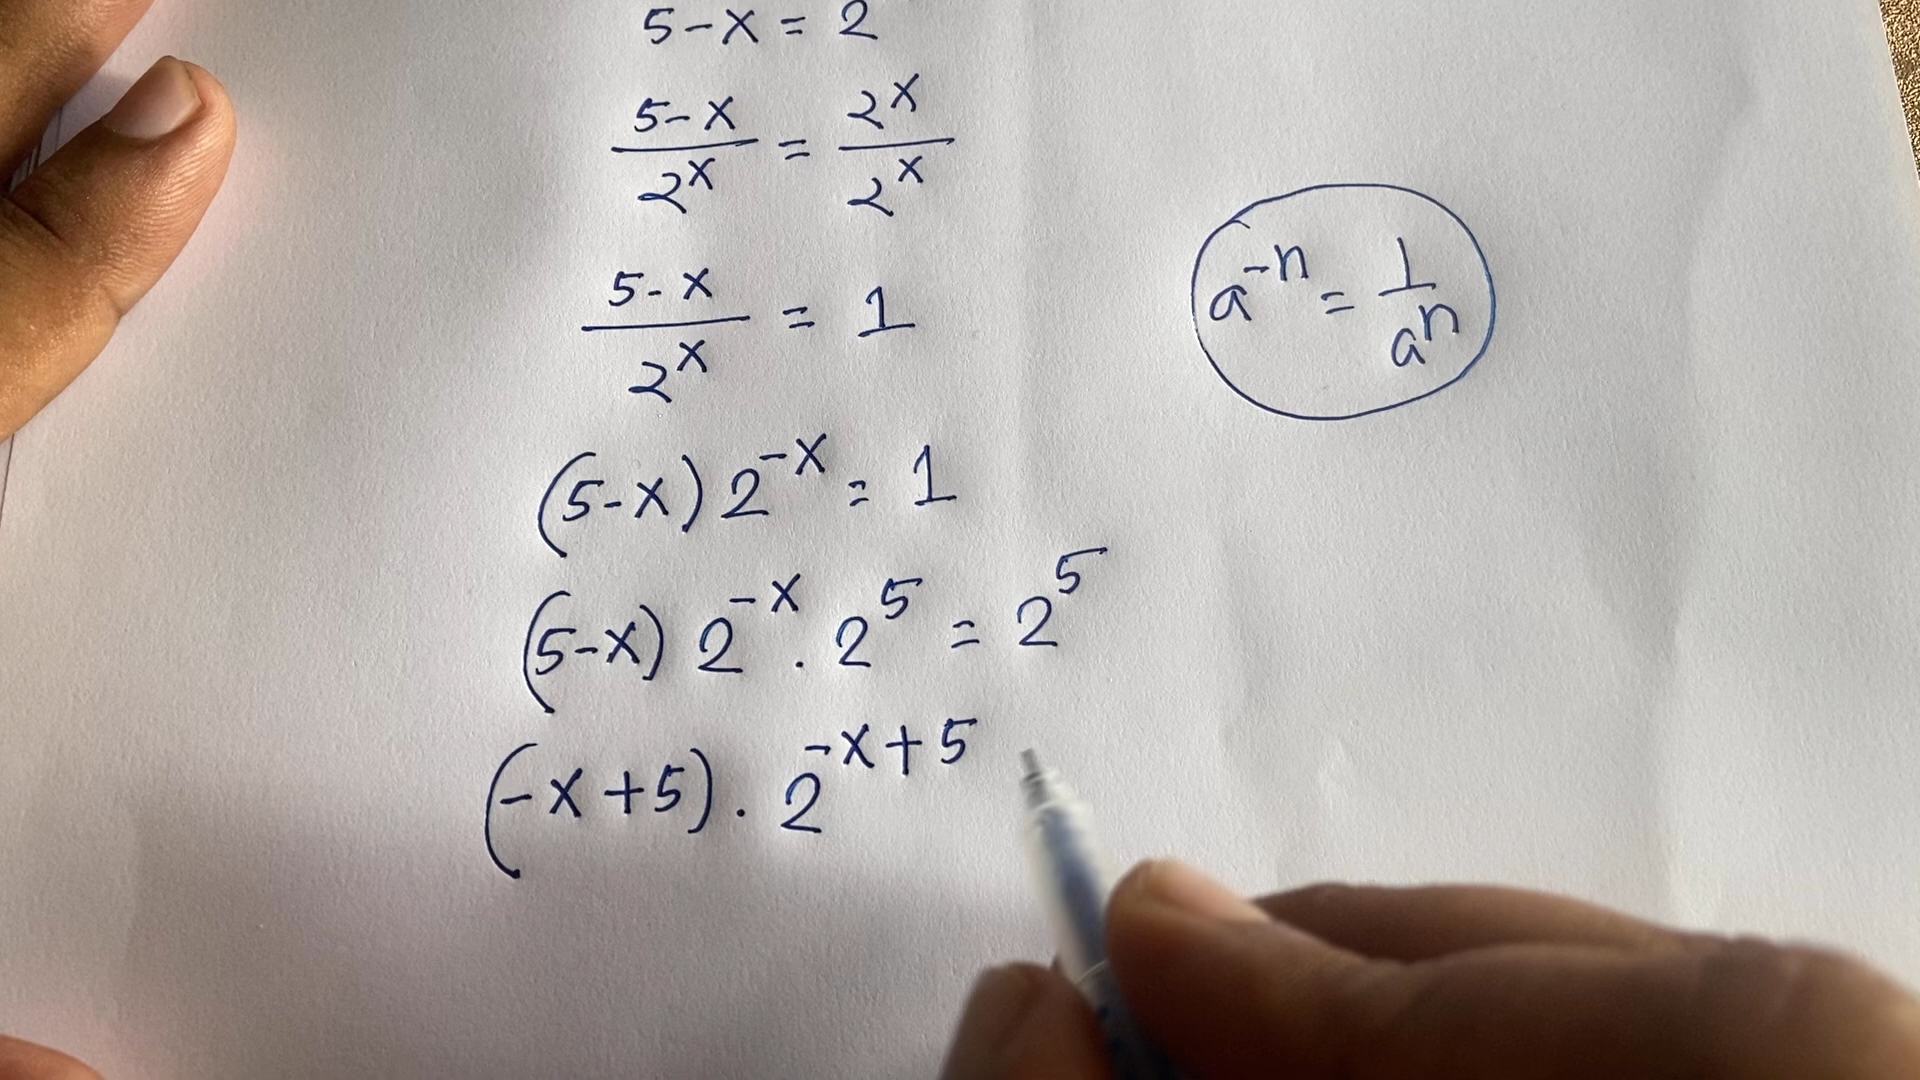 5-x = 2
(5-x)/2^x = 2^x/2^x
(5-x)/2^x = 1
a^-n = 1/a^n
(5-x) 2^-x = 1
(5-x) 2^-x . 2^5 = 2^5
(-x+5) . 2^-x+5